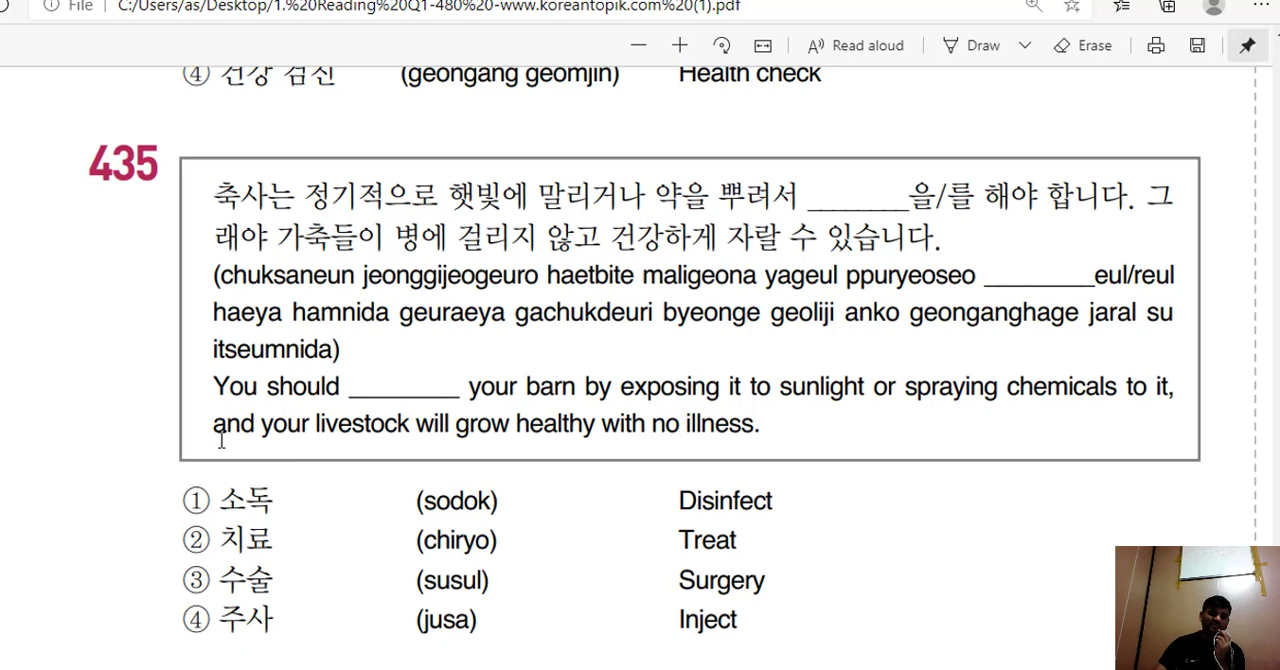 File C:/Users/as/Desktop/1.%20Reading%20Q1-480%20-www.koreantopik.com%20(1).pdf
Read aloud Draw Erase
④ 건강 검진 (geongang geomjin) Health check
435
축사는 정기적으로 햇빛에 말리거나 약을 뿌려서 ________을/를 해야 합니다. 그
래야 가축들이 병에 걸리지 않고 건강하게 자랄 수 있습니다.
(chuksaneun jeonggijeogeuro haetbite maligeona yageul ppuryeoseo ________eul/reul
haeya hamnida geuraeya gachukdeuri byeonge geoliji anko geonganghage jaral su
itseumnida)
You should ________ your barn by exposing it to sunlight or spraying chemicals to it,
and your livestock will grow healthy with no illness.
① 소독 (sodok) Disinfect
② 치료 (chiryo) Treat
③ 수술 (susul) Surgery
④ 주사 (jusa) Inject